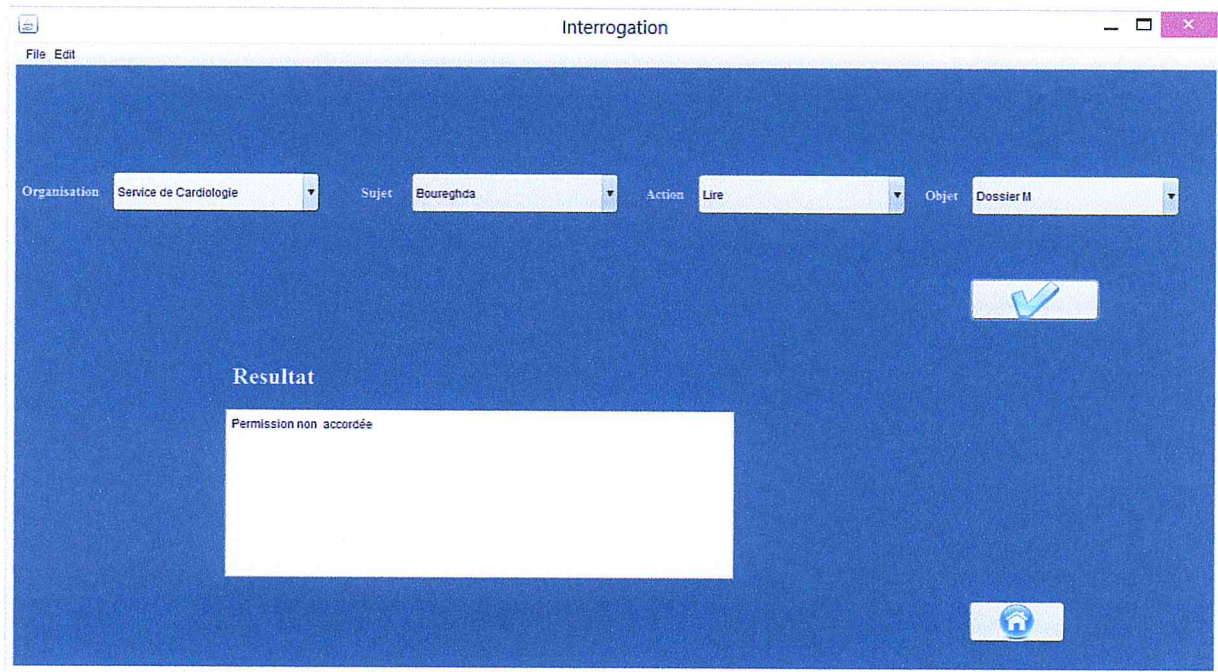 Interrogation
File Edit
Organisation Service de Cardiologie Sujet Boureghda Action Lire Objet Dossier M
Resultat
Permission non accordée